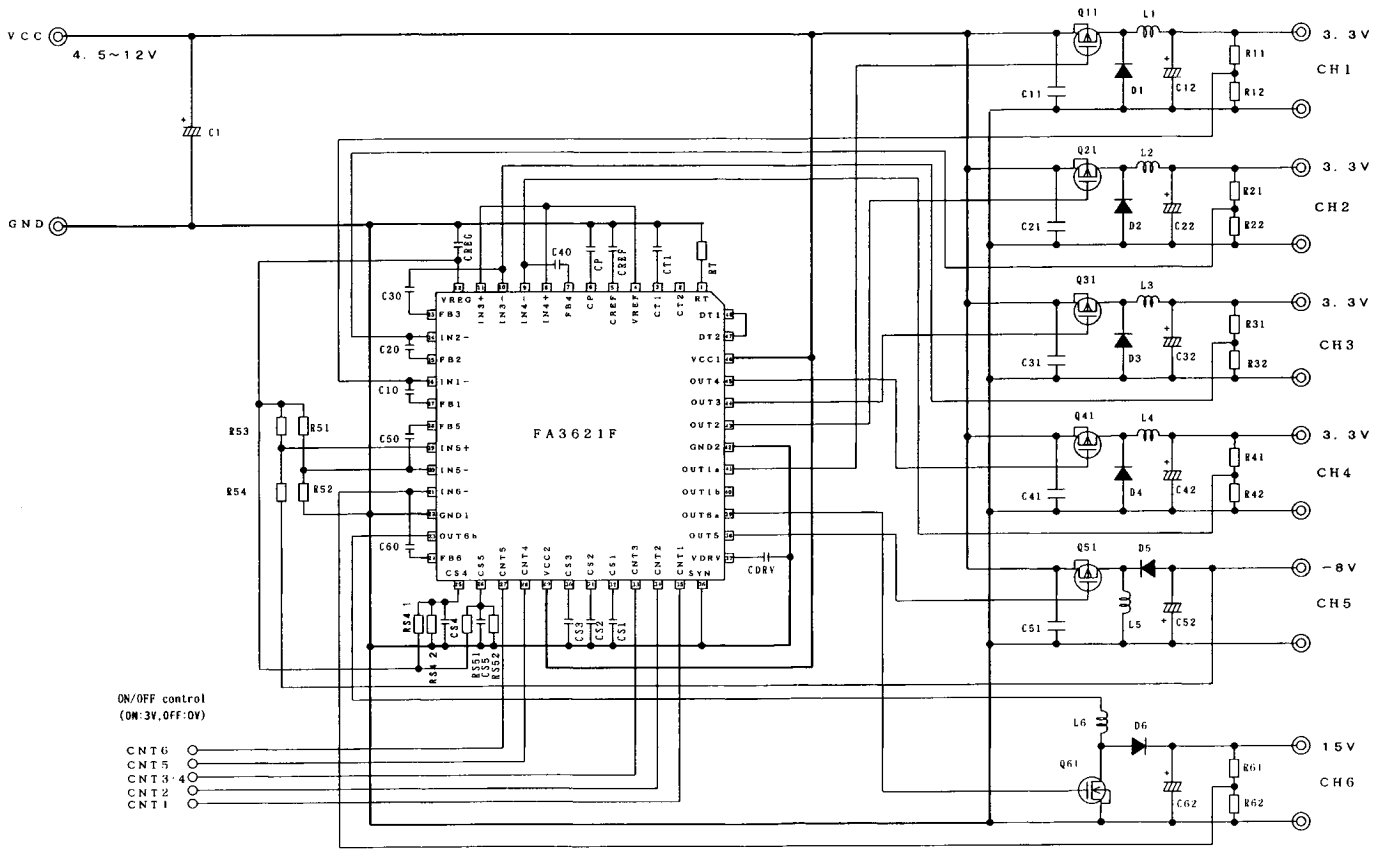 VCC
4.5~12V
C1
GND
Q11
L1
3.3V
R11
CH1
C11
D1
C12
R12
Q21
L2
3.3V
R21
CH2
C21
D2
C22
R22
Q31
L3
3.3V
R31
CH3
C31
D3
C32
R32
Q41
L4
3.3V
R41
CH4
C41
D4
C42
R42
Q51
D5
-8V
CH5
C51
L5
C52
L6
D6
15V
Q61
R61
CH6
C62
R62
CREG
C40
CP
CREF
CT1
RT
C30
C20
C10
C50
C60
R53
R51
R54
R52
VREG
IN3+
IN3-
IN4-
IN4+
FB4
CP
CREF
VREF
CT1
CT2
RT
FB3
IN2-
FB2
IN1-
FB1
FB5
IN5+
IN5-
IN6-
GND1
OUT6b
FB6
FA3621F
DT1
DT2
VCC1
OUT4
OUT3
OUT2
GND2
OUT1a
OUT1b
OUT6a
OUT5
VDRV
CDRV
CS4
CS5
CNT5
CNT4
VCC2
CS3
CS2
CS1
CNT3
CNT2
CNT1
SYN
RS4 1
RS4 2
CS4
RS51
CS5
RS52
CS3
CS2
CS1
ON/OFF control
(ON:3V,OFF:0V)
CNT6
CNT5
CNT3·4
CNT2
CNT1